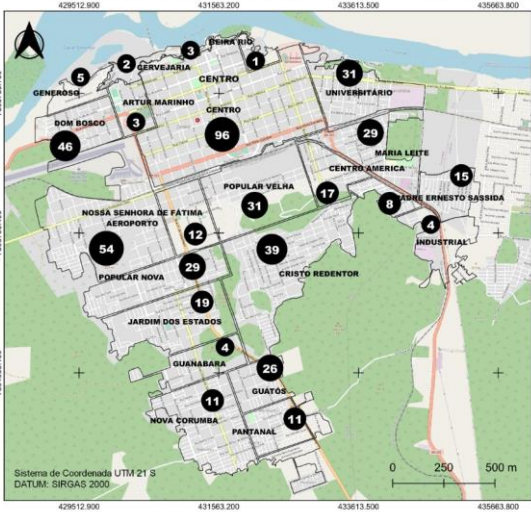 429512.900 431563.200 433613.500 435663.800
3
BEIRA RIO
2
CERVEJARIA
1
5
CENTRO
31
GENEROSO
UNIVERSITÁRIO
ARTUR MARINHO
CENTRO
DOM BOSCO
3
96
29
46
MARIA LEITE
CENTRO AMERICA
15
POPULAR VELHA
17
PADRE ERNESTO SASSIDA
31
8
NOSSA SENHORA DE FÁTIMA
AEROPORTO
4
12
INDUSTRIAL
54
39
29
CRISTO REDENTOR
POPULAR NOVA
19
JARDIM DOS ESTADOS
4
GUANABARA
26
GUATÓS
11
11
NOVA CORUMBA
PANTANAL
Sistema de Coordenada UTM 21 S
DATUM: SIRGAS 2000
0 250 500 m
429512.900 431563.200 433613.500 435663.800